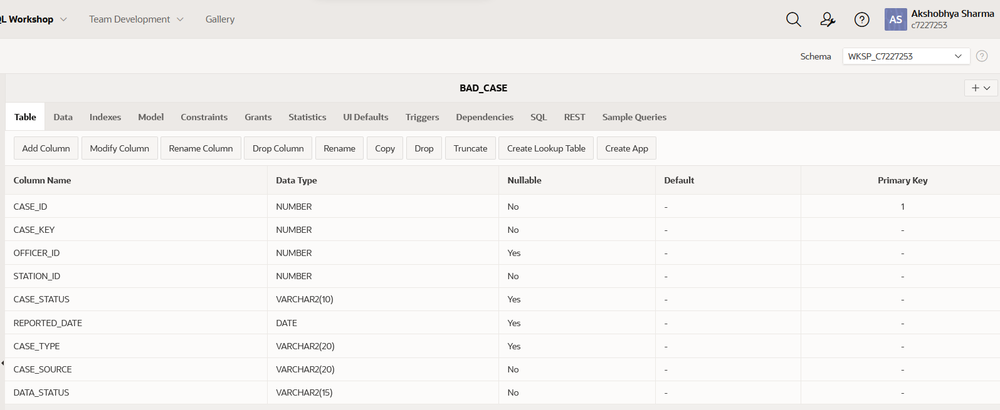 L Workshop Team Development Gallery ? AS Akshobhya Sharma
c7227253
Schema WKSP_C7227253 ?
BAD_CASE
Table Data Indexes Model Constraints Grants Statistics UI Defaults Triggers Dependencies SQL REST Sample Queries
Add Column Modify Column Rename Column Drop Column Rename Copy Drop Truncate Create Lookup Table Create App
Column Name Data Type Nullable Default Primary Key
CASE_ID NUMBER No - 1
CASE_KEY NUMBER No - -
OFFICER_ID NUMBER Yes - -
STATION_ID NUMBER No - -
CASE_STATUS VARCHAR2(10) Yes - -
REPORTED_DATE DATE Yes - -
CASE_TYPE VARCHAR2(20) Yes - -
CASE_SOURCE VARCHAR2(20) No - -
DATA_STATUS VARCHAR2(15) No - -